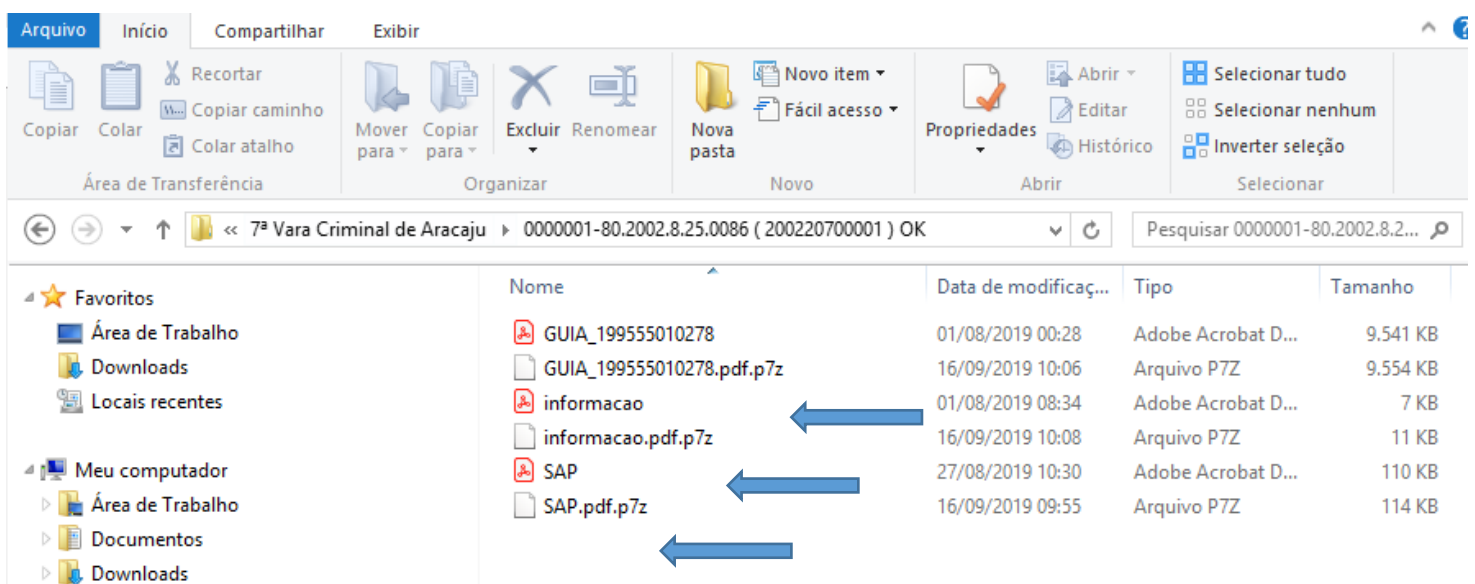 Arquivo Início Compartilhar Exibir
Copiar
Colar
Recortar
Copiar caminho
Colar atalho
Área de Transferência
Mover para
Copiar para
Excluir
Renomear
Organizar
Nova pasta
Novo item
Fácil acesso
Novo
Propriedades
Abrir
Editar
Histórico
Abrir
Selecionar tudo
Selecionar nenhum
Inverter seleção
Selecionar
« 7ª Vara Criminal de Aracaju 0000001-80.2002.8.25.0086 ( 200220700001 ) OK
Pesquisar 0000001-80.2002.8.2...
Favoritos
Área de Trabalho
Downloads
Locais recentes
Meu computador
Área de Trabalho
Documentos
Downloads
Nome Data de modificaç... Tipo Tamanho
GUIA_199555010278 01/08/2019 00:28 Adobe Acrobat D... 9.541 KB
GUIA_199555010278.pdf.p7z 16/09/2019 10:06 Arquivo P7Z 9.554 KB
informacao 01/08/2019 08:34 Adobe Acrobat D... 7 KB
informacao.pdf.p7z 16/09/2019 10:08 Arquivo P7Z 11 KB
SAP 27/08/2019 10:30 Adobe Acrobat D... 110 KB
SAP.pdf.p7z 16/09/2019 09:55 Arquivo P7Z 114 KB